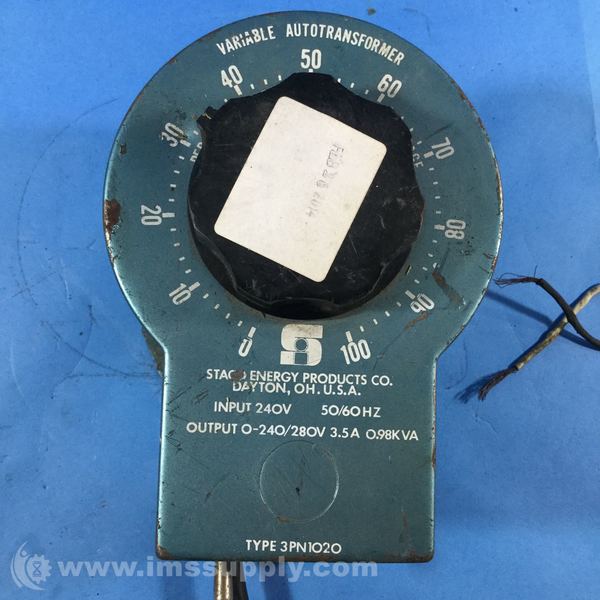 VARIABLE AUTOTRANSFORMER
0 10 20 30 40 50 60 70 80 90 100
STACO ENERGY PRODUCTS CO.
DAYTON, OH. U.S.A.
INPUT 240V 50/60 HZ
OUTPUT 0-240/280V 3.5A 0.98KVA
TYPE 3PN1020
www.imssupply.com